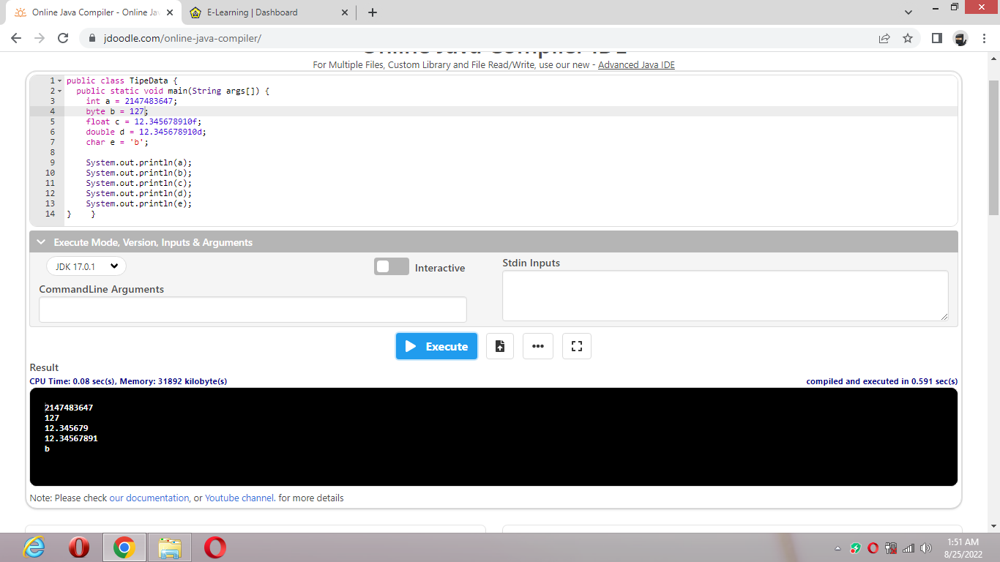 Online Java Compiler - Online Jav
E-Learning | Dashboard
jdoodle.com/online-java-compiler/
Online Java Compiler IDE
For Multiple Files, Custom Library and File Read/Write, use our new - Advanced Java IDE
1 public class TipeData {
2 public static void main(String args[]) {
3 int a = 2147483647;
4 byte b = 127;
5 float c = 12.345678910f;
6 double d = 12.345678910d;
7 char e = 'b';
8
9 System.out.println(a);
10 System.out.println(b);
11 System.out.println(c);
12 System.out.println(d);
13 System.out.println(e);
14 } }
Execute Mode, Version, Inputs & Arguments
JDK 17.0.1
Interactive
Stdin Inputs
CommandLine Arguments
Execute
Result
CPU Time: 0.08 sec(s), Memory: 31892 kilobyte(s)
compiled and executed in 0.591 sec(s)
2147483647
127
12.345679
12.34567891
b
Note: Please check our documentation, or Youtube channel. for more details
1:51 AM
8/25/2022